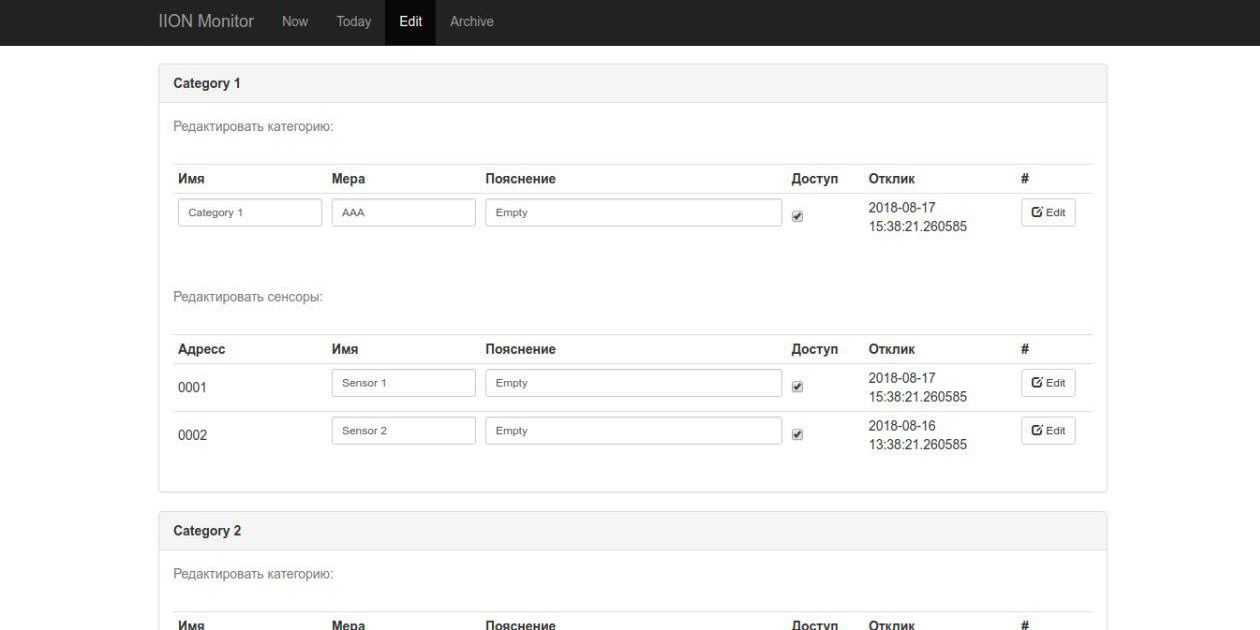 IION Monitor Now Today Edit Archive
Category 1
Редактировать категорию:
Имя Мера Пояснение Доступ Отклик #
Category 1 AAA Empty 2018-08-17 Edit
15:38:21.260585
Редактировать сенсоры:
Адресс Имя Пояснение Доступ Отклик #
0001 Sensor 1 Empty 2018-08-17 Edit
15:38:21.260585
0002 Sensor 2 Empty 2018-08-16 Edit
13:38:21.260585
Category 2
Редактировать категорию:
Имя Мера Пояснение Доступ Отклик #